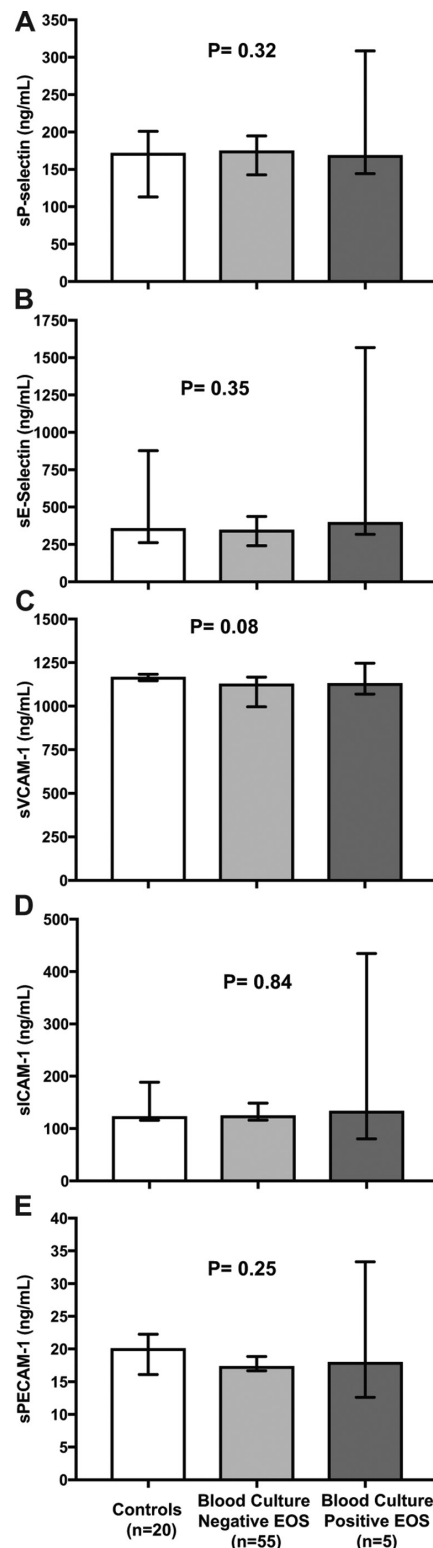 A
P= 0.32
sP-selectin (ng/mL)
350
300
250
200
150
100
50
0
B
P= 0.35
sE-Selectin (ng/mL)
1750
1500
1250
1000
750
500
250
0
C
P= 0.08
sVCAM-1 (ng/mL)
1500
1250
1000
750
500
250
0
D
P= 0.84
sICAM-1 (ng/mL)
500
400
300
200
100
0
E
P= 0.25
sPECAM-1 (ng/mL)
40
35
30
25
20
15
10
5
0
Controls
(n=20)
Blood Culture
Negative EOS
(n=55)
Blood Culture
Positive EOS
(n=5)